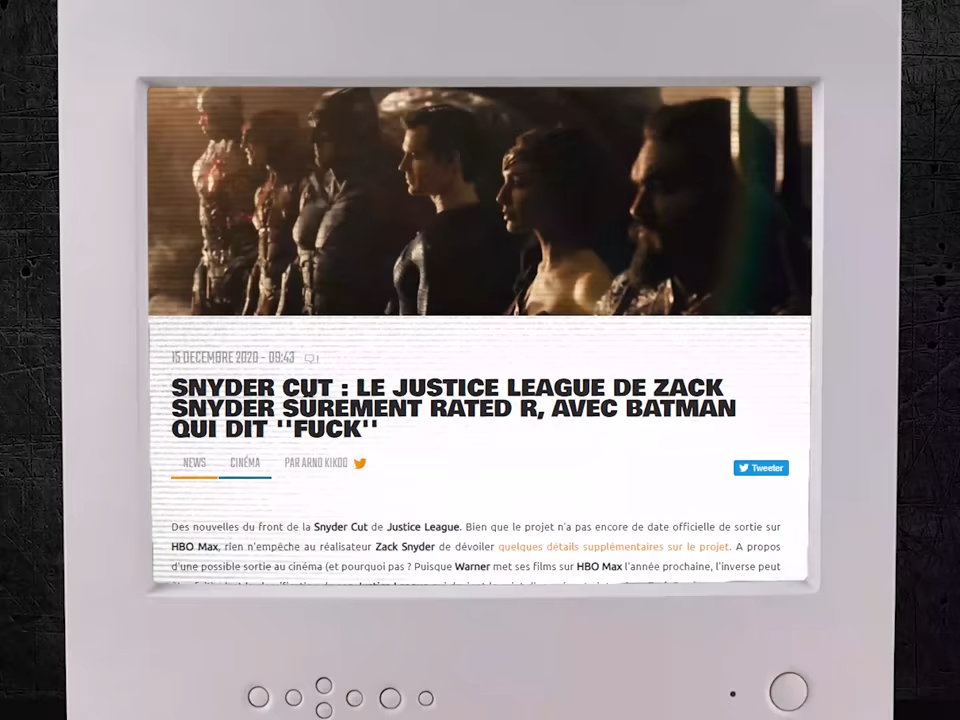 15 DECEMBRE 2020 - 09:43 1
SNYDER CUT : LE JUSTICE LEAGUE DE ZACK
SNYDER SÛREMENT RATED R, AVEC BATMAN
QUI DIT ''FUCK''
NEWS CINÉMA PAR ARNO KIKOO
Tweeter
Des nouvelles du front de la Snyder Cut de Justice League. Bien que le projet n'a pas encore de date officielle de sortie sur
HBO Max, rien n'empêche au réalisateur Zack Snyder de dévoiler quelques détails supplémentaires sur le projet. A propos
d'une possible sortie au cinéma (et pourquoi pas ? Puisque Warner met ses films sur HBO Max l'année prochaine, l'inverse peut